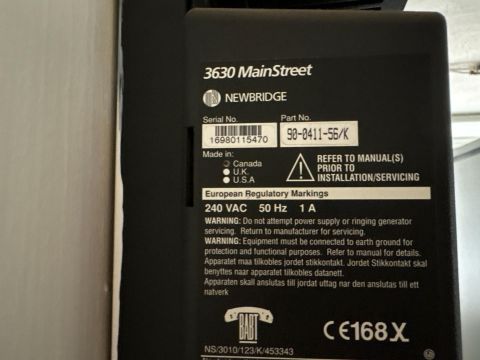 3630 MainStreet
NEWBRIDGE
Serial No. Part No.
16980115470 90-0411-56/K
Made in:
Canada
U.K.
U.S.A
REFER TO MANUAL(S)
PRIOR TO
INSTALLATION/SERVICING
European Regulatory Markings
240 VAC 50 Hz 1 A
WARNING: Do not attempt power supply or ringing generator
servicing. Return to manufacturer for servicing.
WARNING: Equipment must be connected to earth ground for
protection and functional purposes. Refer to manual for details.
Apparatet maa tilkobles jordet stikkontakt. Jordet Stikkontakt skal
benyttes naar apparatet tilkobles datanett.
Apparaten skall anslutas till jordat uttag nar den anslutas till ett
natverk
BABT
NS/3010/123/K/453343
CE168X